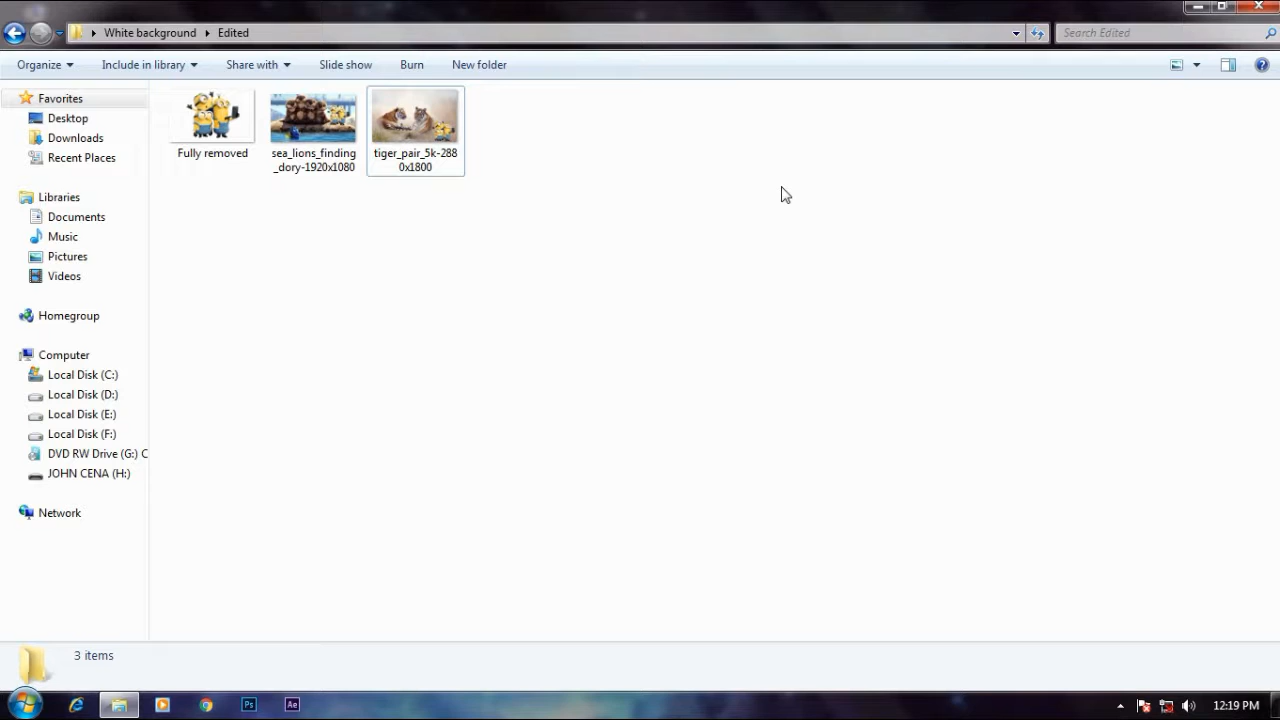 White background
Edited
Search Edited
Organize
Include in library
Share with
Slide show
Burn
New folder
Favorites
Desktop
Downloads
Recent Places
Libraries
Documents
Music
Pictures
Videos
Homegroup
Computer
Local Disk (C:)
Local Disk (D:)
Local Disk (E:)
Local Disk (F:)
DVD RW Drive (G:) C
JOHN CENA (H:)
Network
Fully removed
sea_lions_finding
_dory-1920x1080
tiger_pair_5k-288
0x1800
3 items
Ps
Ae
12:19 PM